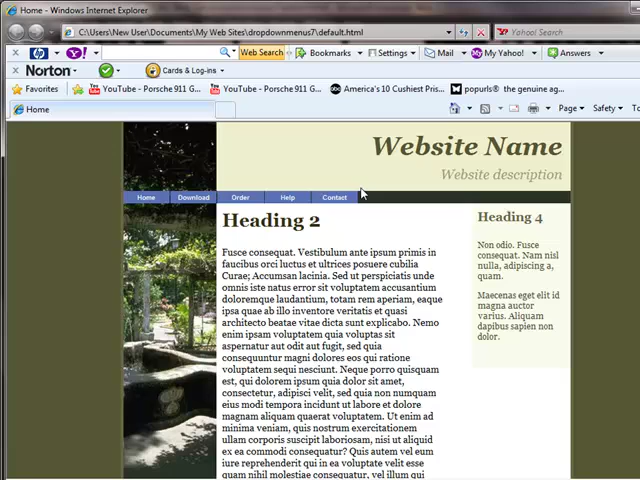 Home - Windows Internet Explorer
C:\Users\New User\Documents\My Web Sites\dropdownmenus7\default.html
Yahoo! Search
hp Y! Web Search Bookmarks Settings Mail My Yahoo! Answers
Norton Cards & Log-ins
Favorites YouTube - Porsche 911 G... YouTube - Porsche 911 G... America's 10 Cushiest Pris... popurls® the genuine ag...
Home
Page Safety
Website Name
Website description
Home Download Order Help Contact
Heading 2
Fusce consequat. Vestibulum ante ipsum primis in
faucibus orci luctus et ultrices posuere cubilia
Curae; Accumsan lacinia. Sed ut perspiciatis unde
omnis iste natus error sit voluptatem accusantium
doloremque laudantium, totam rem aperiam, eaque
ipsa quae ab illo inventore veritatis et quasi
architecto beatae vitae dicta sunt explicabo. Nemo
enim ipsam voluptatem quia voluptas sit
aspernatur aut odit aut fugit, sed quia
consequuntur magni dolores eos qui ratione
voluptatem sequi nesciunt. Neque porro quisquam
est, qui dolorem ipsum quia dolor sit amet,
consectetur, adipisci velit, sed quia non numquam
eius modi tempora incidunt ut labore et dolore
magnam aliquam quaerat voluptatem. Ut enim ad
minima veniam, quis nostrum exercitationem
ullam corporis suscipit laboriosam, nisi ut aliquid
ex ea commodi consequatur? Quis autem vel eum
iure reprehenderit qui in ea voluptate velit esse
quam nihil molestiae consequatur, vel illum qui
Heading 4
Non odio. Fusce
consequat. Nam nisl
nulla, adipiscing a,
quam.
Maecenas eget elit id
magna auctor
varius. Aliquam
dapibus sapien non
dolor.